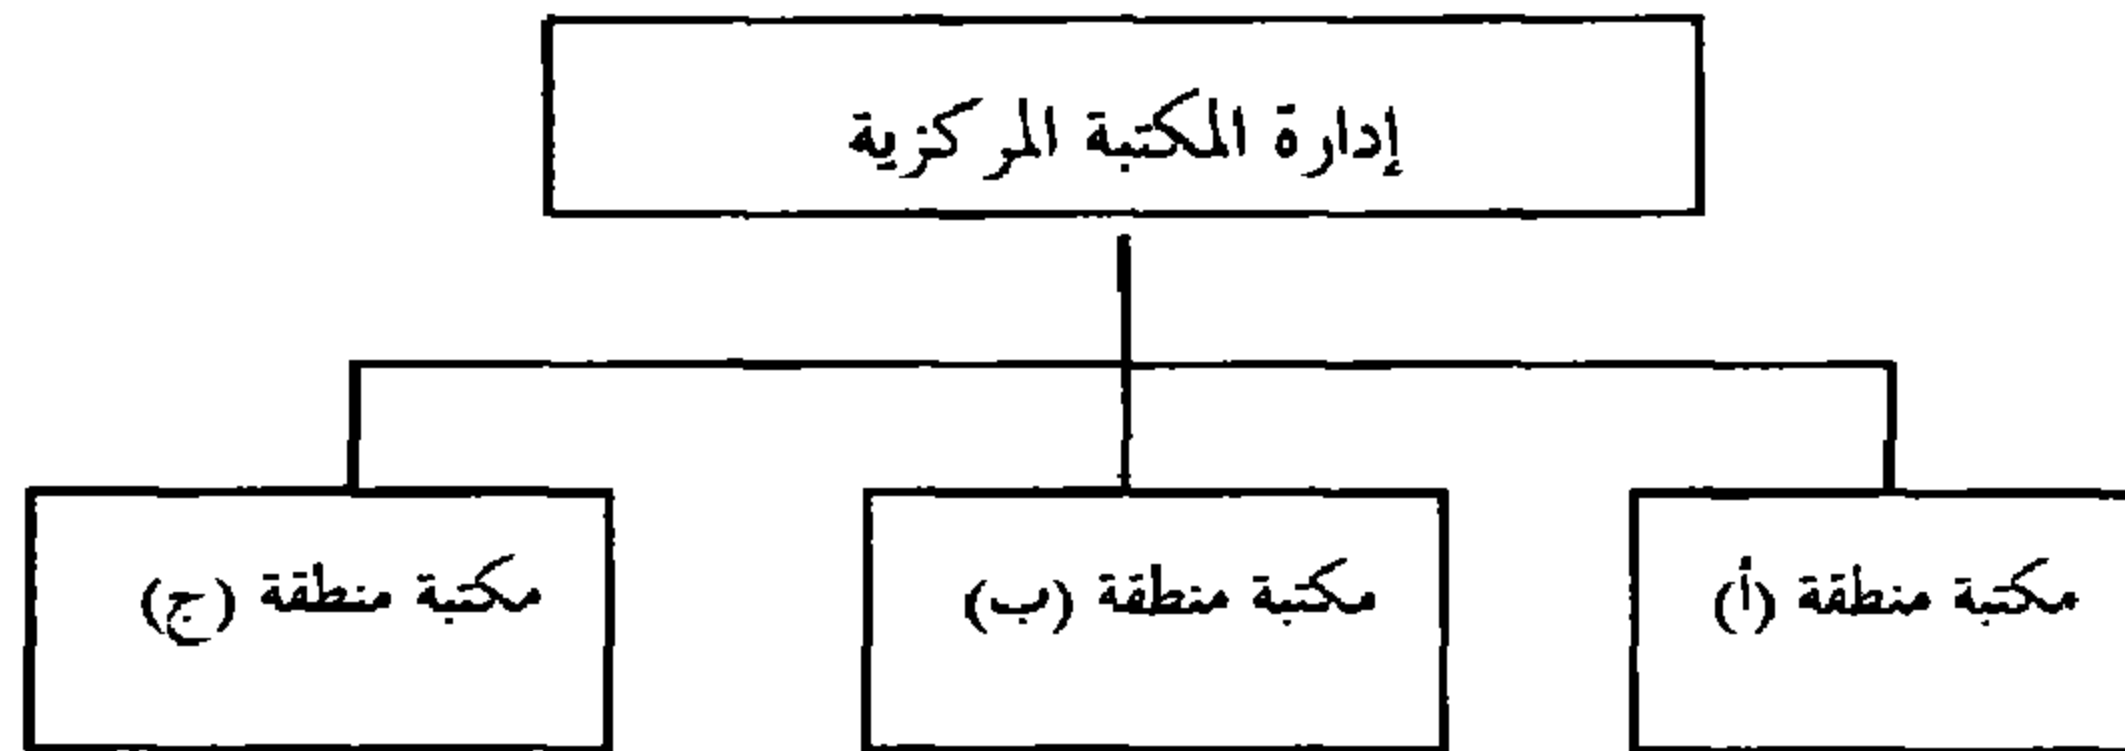 إدارة المكتبة المركزية
مكتبة منطقة (أ)
مكتبة منطقة (ب)
مكتبة منطقة (ج)